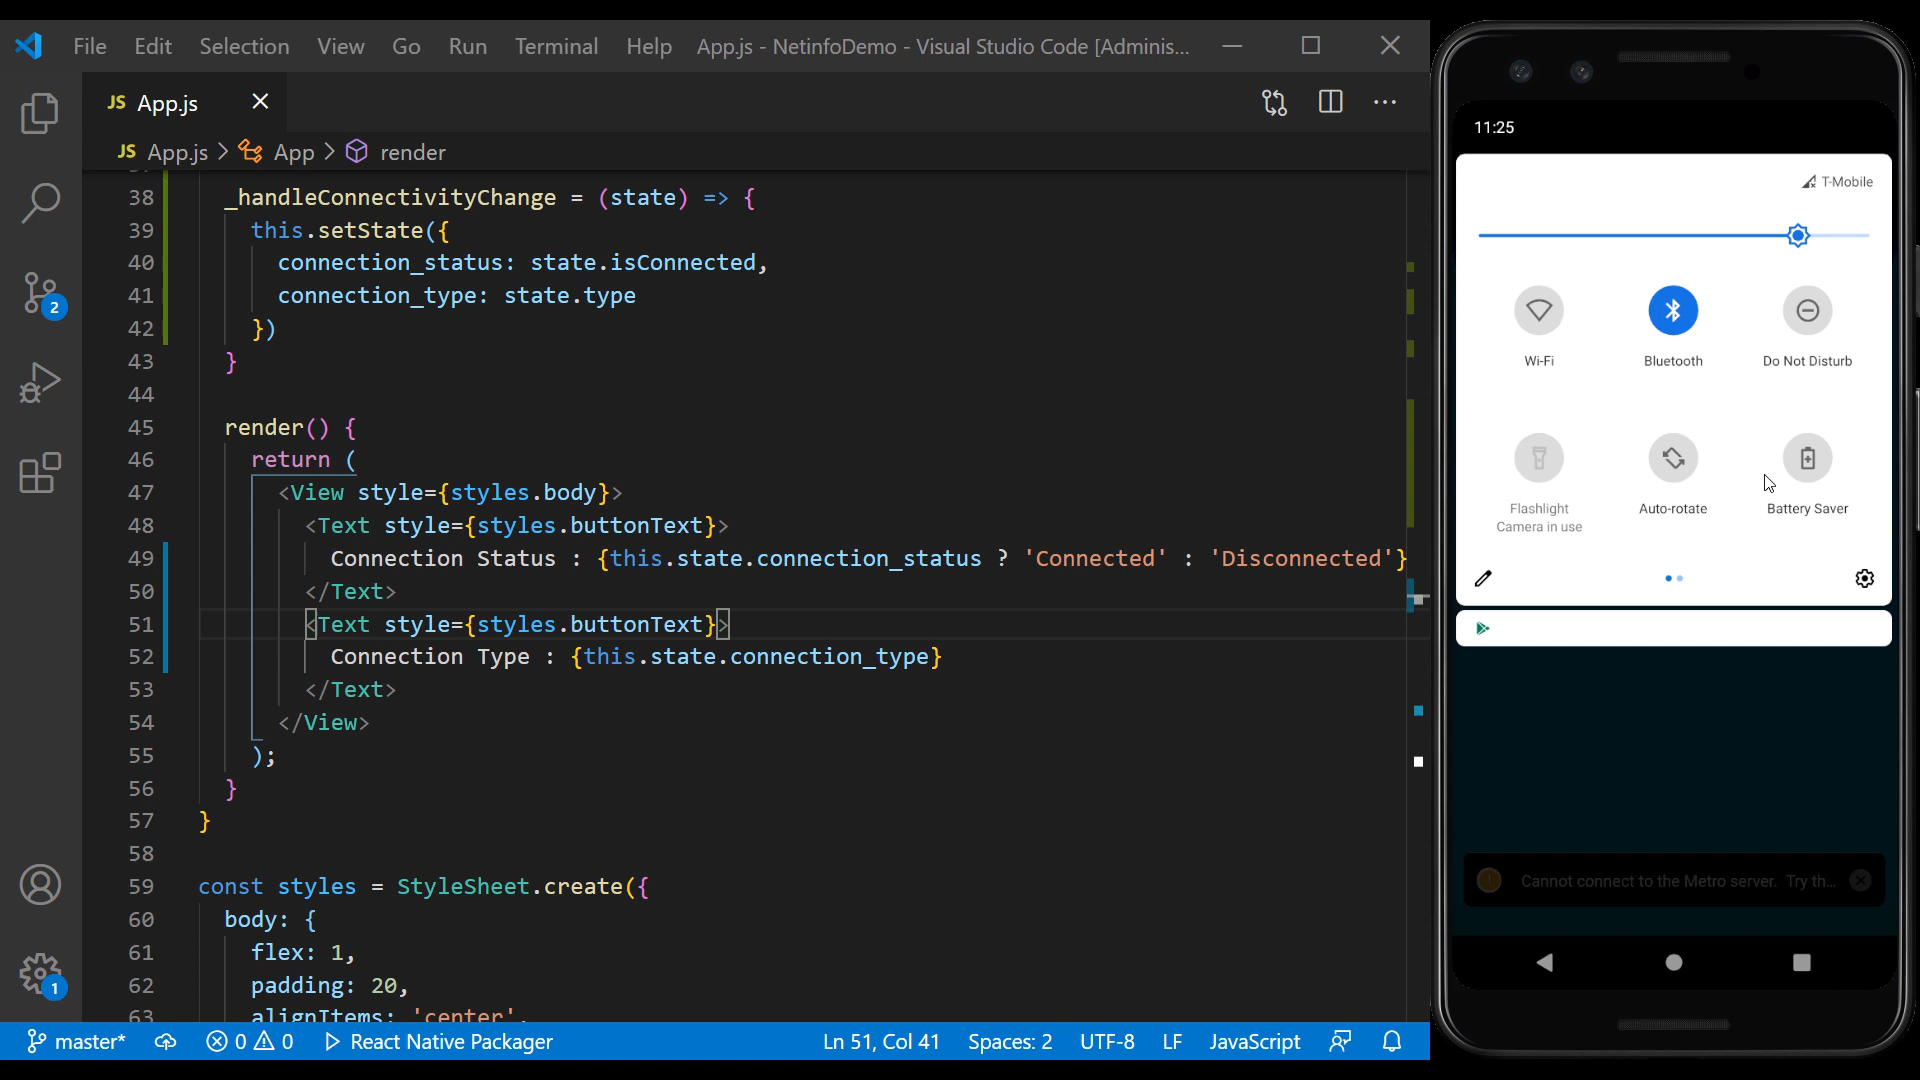 File Edit Selection View Go Run Terminal Help App.js - NetinfoDemo - Visual Studio Code [Adminis...
JS App.js
JS App.js > App > render
38 _handleConnectivityChange = (state) => {
39 this.setState({
40 connection_status: state.isConnected,
41 connection_type: state.type
42 })
43 }
44
45 render() {
46 return (
47 <View style={styles.body}>
48 <Text style={styles.buttonText}>
49 Connection Status : {this.state.connection_status ? 'Connected' : 'Disconnected'}
50 </Text>
51 <Text style={styles.buttonText}>
52 Connection Type : {this.state.connection_type}
53 </Text>
54 </View>
55 );
56 }
57 }
58
59 const styles = StyleSheet.create({
60 body: {
61 flex: 1,
62 padding: 20,
63 alignItems: 'center',
2
1
master* 0 0 React Native Packager Ln 51, Col 41 Spaces: 2 UTF-8 LF JavaScript
11:25
T-Mobile
Wi-Fi Bluetooth Do Not Disturb
Flashlight Auto-rotate Battery Saver
Camera in use
Cannot connect to the Metro server. Try th...